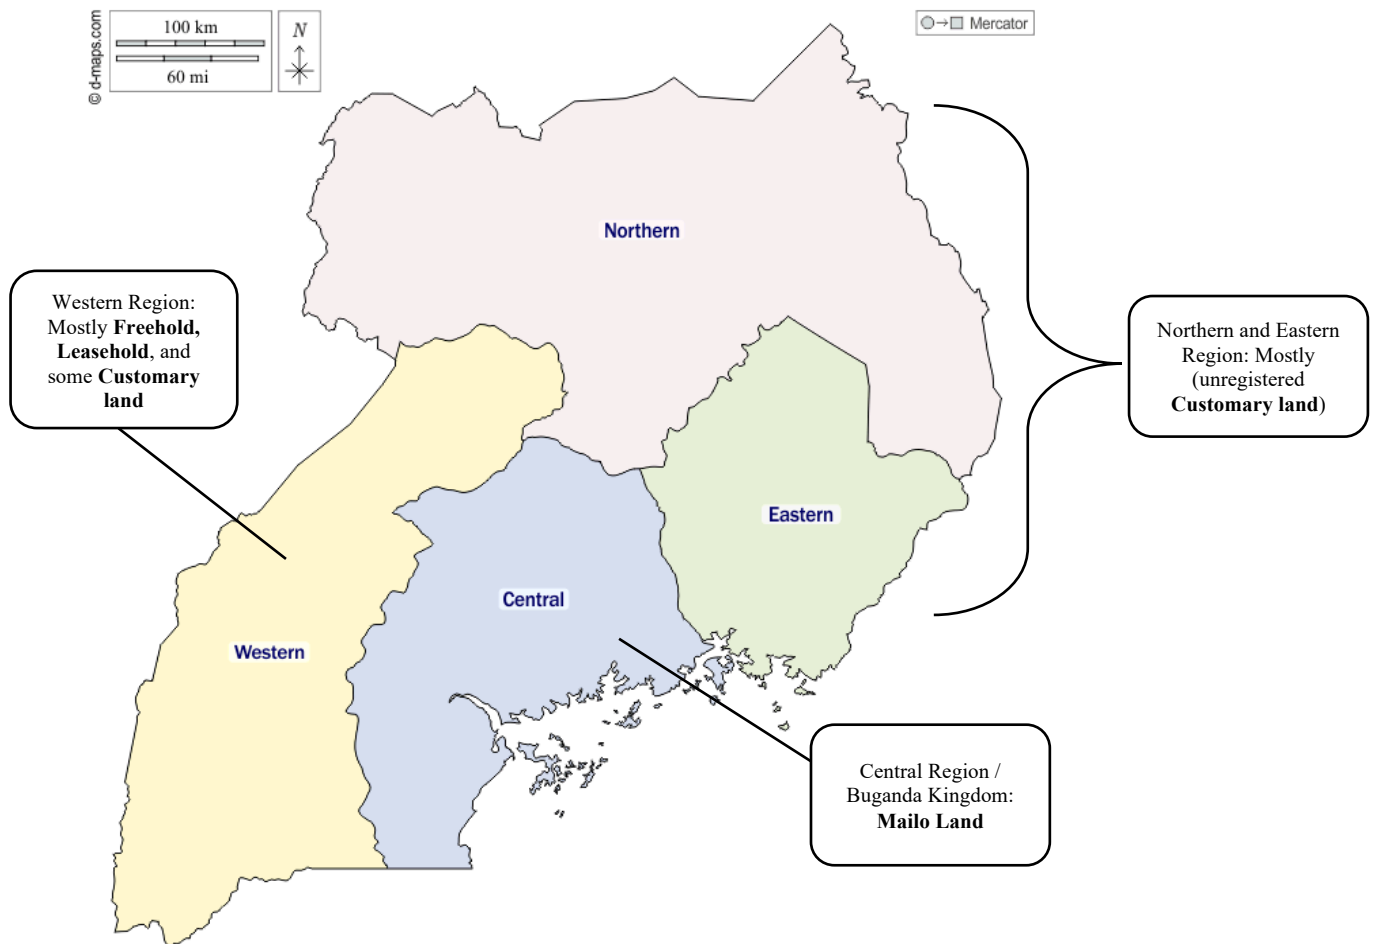 © d-maps.com
100 km
60 mi
N
Mercator
Northern
Western Region:
Mostly Freehold,
Leasehold, and
some Customary
land
Northern and Eastern
Region: Mostly
(unregistered
Customary land)
Eastern
Central
Western
Central Region /
Buganda Kingdom:
Mailo Land